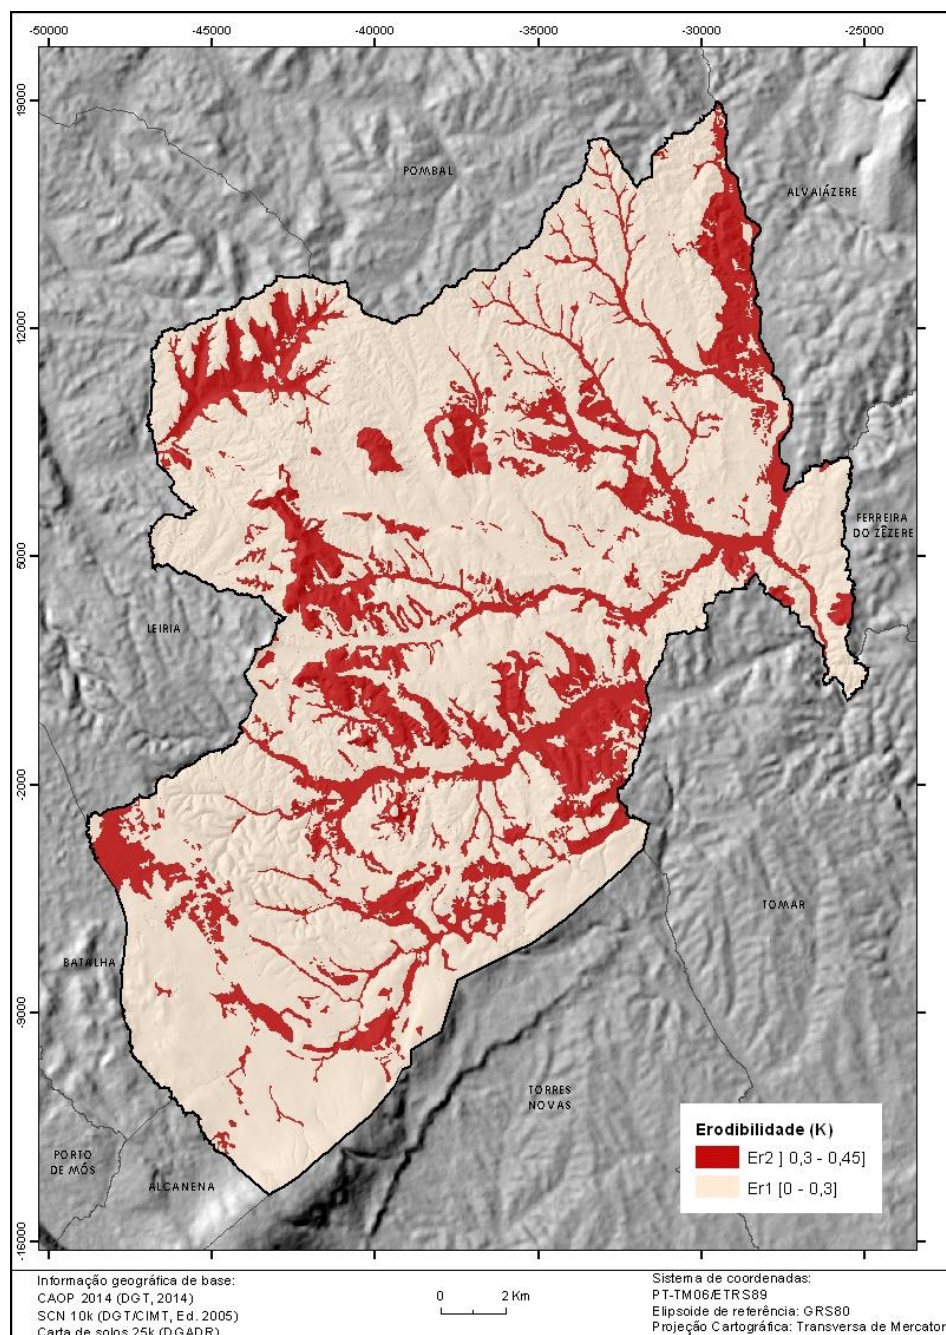 -50000 -45000 -40000 -35000 -30000 -25000
19000
POMBAL
ALVAIÁZERE
12000
FERREIRA
DO ZÊZERE
5000
LEIRIA
-2000
TOMAR
BATALHA
-9000
TORRES
NOVAS
PORTO
DE MÓS
ALCANENA
-16000
Erodibilidade (K)
Er2 ] 0,3 - 0,45]
Er1 [0 - 0,3]
Informação geográfica de base:
CAOP 2014 (DGT, 2014)
SCN 10k (DGT/CIMT, Ed. 2005)
Carta de solos 25k (DGADR)
0 2 Km
Sistema de coordenadas:
PT-TM06/ETRS89
Elipsoide de referência: GRS80
Projeção Cartográfica: Transversa de Mercator